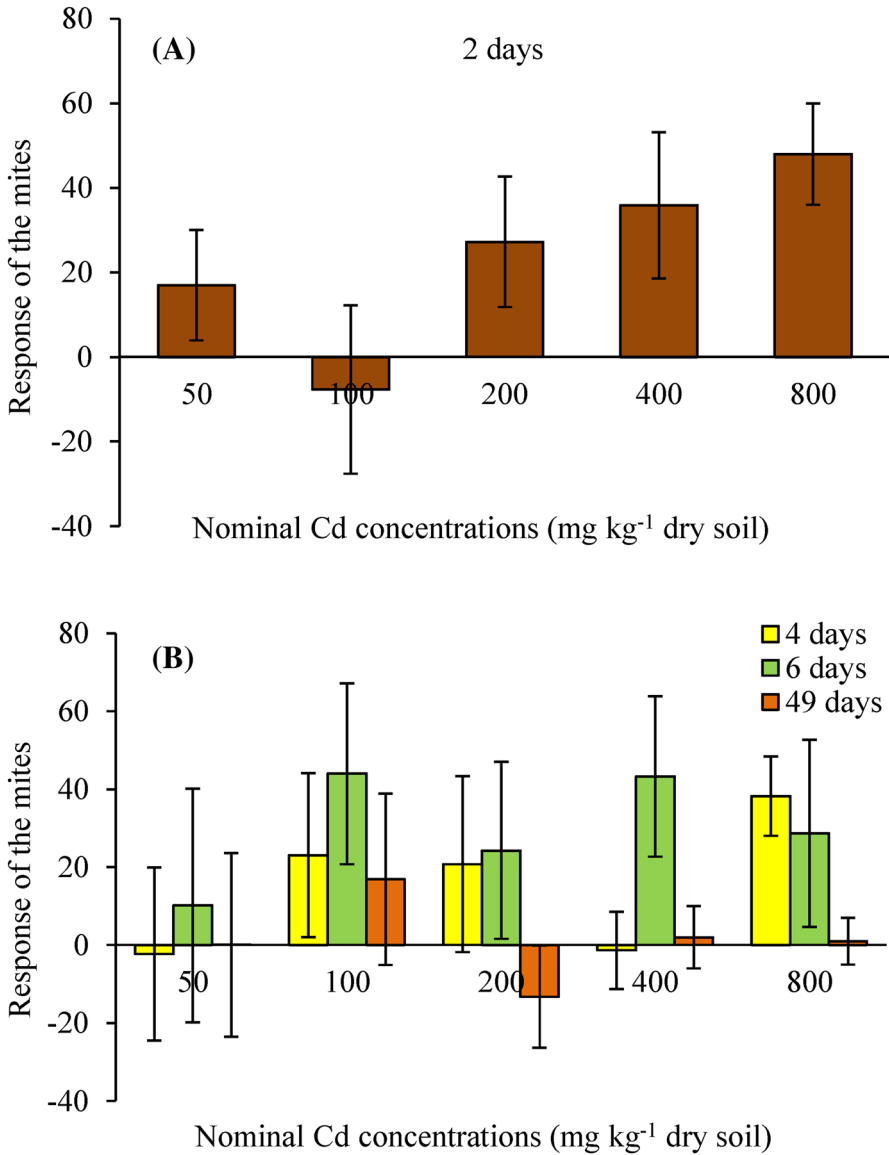 (A)
2 days
Response of the mites
80
60
40
20
0
-20
-40
50 100 200 400 800
Nominal Cd concentrations (mg kg⁻¹ dry soil)
(B)
4 days
6 days
49 days
Response of the mites
80
60
40
20
0
-20
-40
50 100 200 400 800
Nominal Cd concentrations (mg kg⁻¹ dry soil)